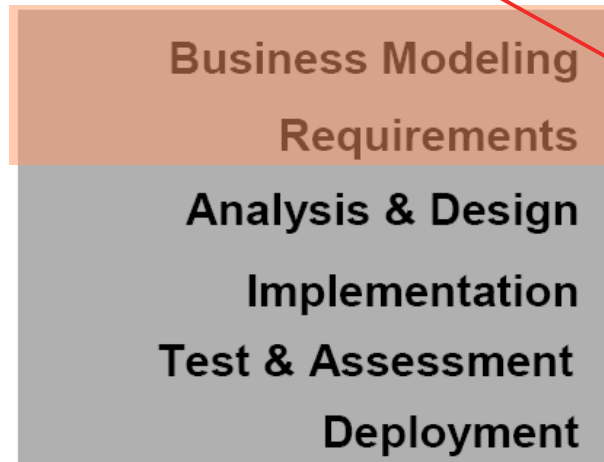 Business Modeling
Requirements
Analysis & Design
Implementation
Test & Assessment
Deployment